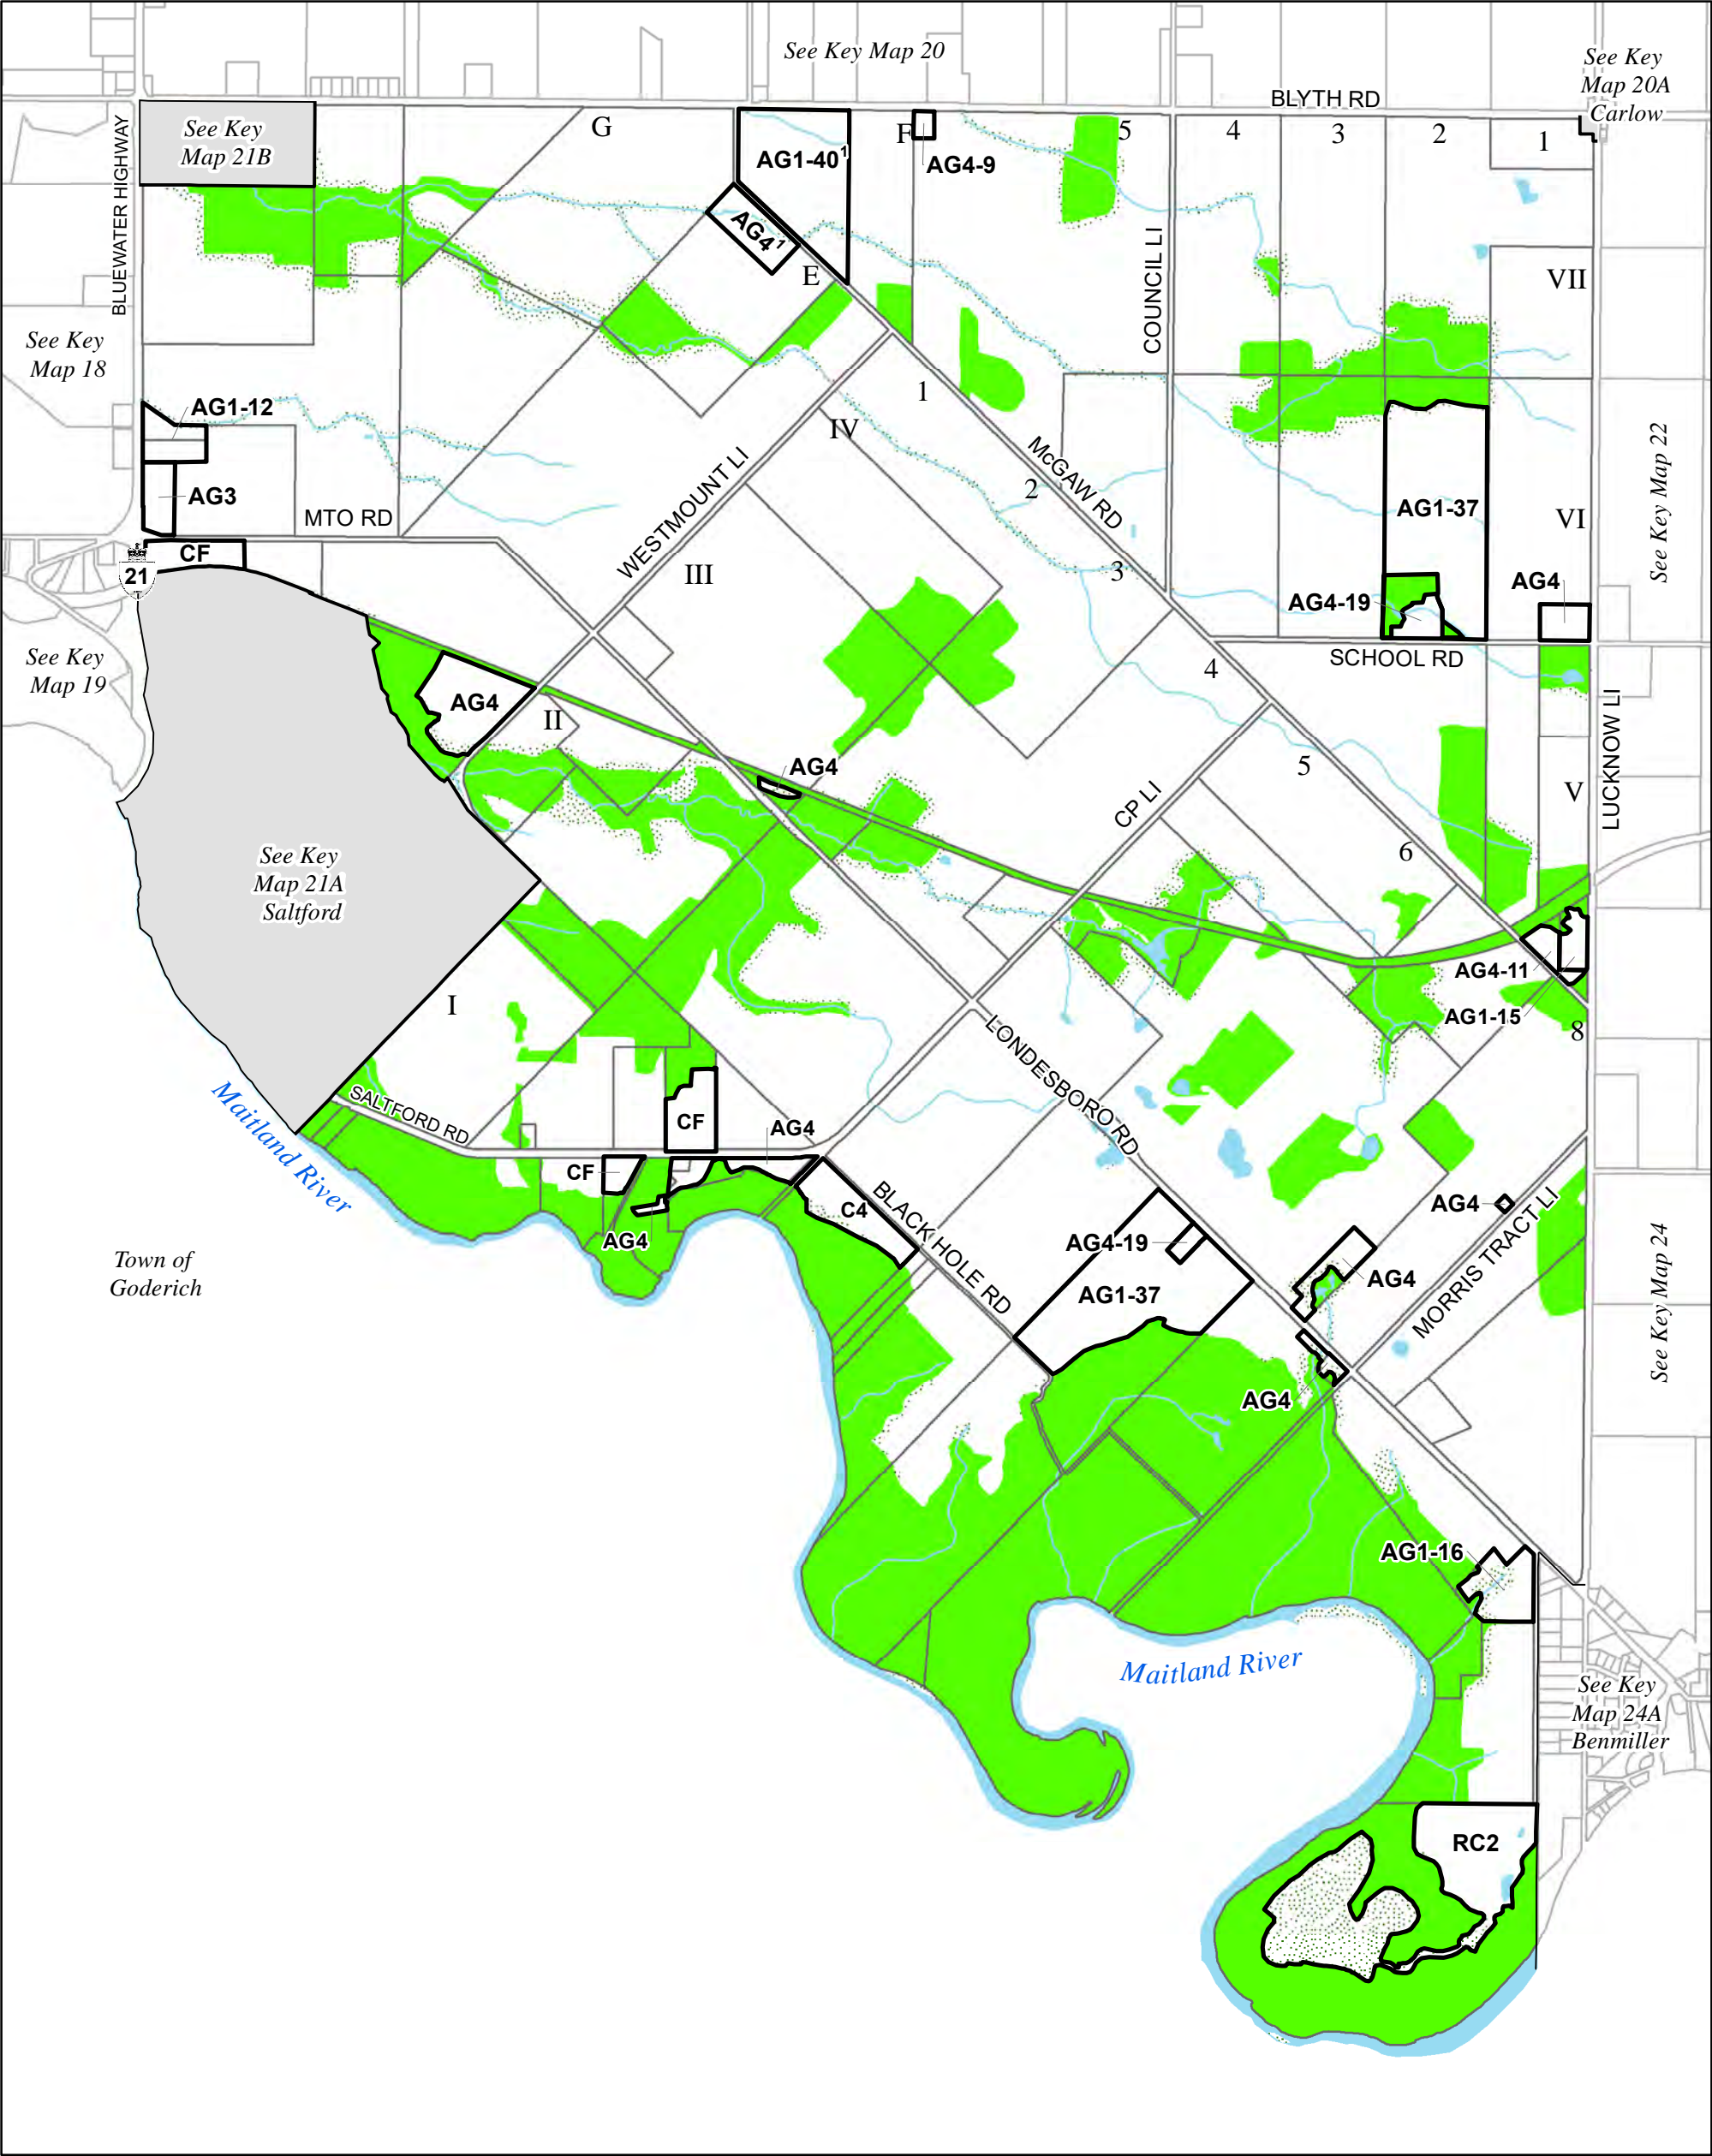 See Key Map 20
See Key
Map 20A
Carlow
BLYTH RD
See Key
Map 21B
G
AG1-40¹
F
AG4-9
5
4
3
2
1
BLUEWATER HIGHWAY
AG4¹
E
COUNCIL LI
VII
See Key
Map 18
AG1-12
1
IV
WESTMOUNT LI
McGAW RD
2
See Key Map 22
AG3
MTO RD
AG1-37
VI
CF
21
III
3
AG4
AG4-19
See Key
Map 19
SCHOOL RD
4
AG4
II
LUCKNOW LI
AG4
5
V
CP LI
See Key
Map 21A
Saltford
6
AG4-11
I
AG1-15
8
LONDESBORO RD
Maitland River
SALTFORD RD
CF
AG4
CF
C4
BLACK HOLE RD
AG4
AG4
AG4-19
MORRIS TRACT LI
Town of
Goderich
AG4
AG1-37
See Key Map 24
AG4
AG1-16
Maitland River
See Key
Map 24A
Benmiller
RC2